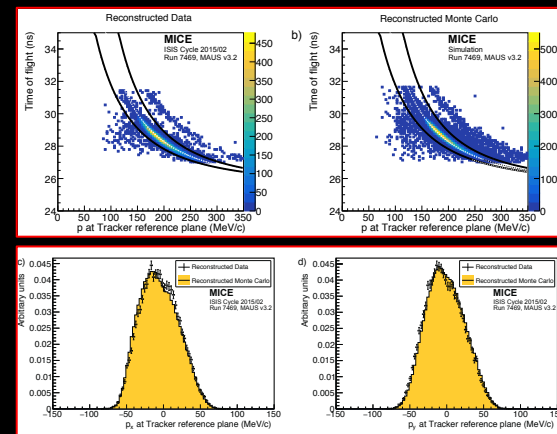 Reconstructed Data
Time of flight (ns)
34
32
30
28
26
24
MICE
ISIS Cycle 2015/02
Run 7469, MAUS v3.2
450
400
350
300
250
200
150
100
50
0
0 50 100 150 200 250 300 350
p at Tracker reference plane (MeV/c)
Reconstructed Monte Carlo
b)
Time of flight (ns)
34
32
30
28
26
24
MICE
Simulation
Run 7469, MAUS v3.2
500
400
300
200
100
0
0 50 100 150 200 250 300 350
p at Tracker reference plane (MeV/c)
c)
Arbitrary units
0.045
0.04
0.035
0.03
0.025
0.02
0.015
0.01
0.005
0
Reconstructed Data
Reconstructed Monte Carlo
MICE
ISIS Cycle 2015/02
Run 7469, MAUS v3.2
−150 −100 −50 0 50 100 150
px at Tracker reference plane (MeV/c)
d)
Arbitrary units
0.045
0.04
0.035
0.03
0.025
0.02
0.015
0.01
0.005
0
Reconstructed Data
Reconstructed Monte Carlo
MICE
ISIS Cycle 2015/02
Run 7469, MAUS v3.2
−150 −100 −50 0 50 100 150
py at Tracker reference plane (MeV/c)